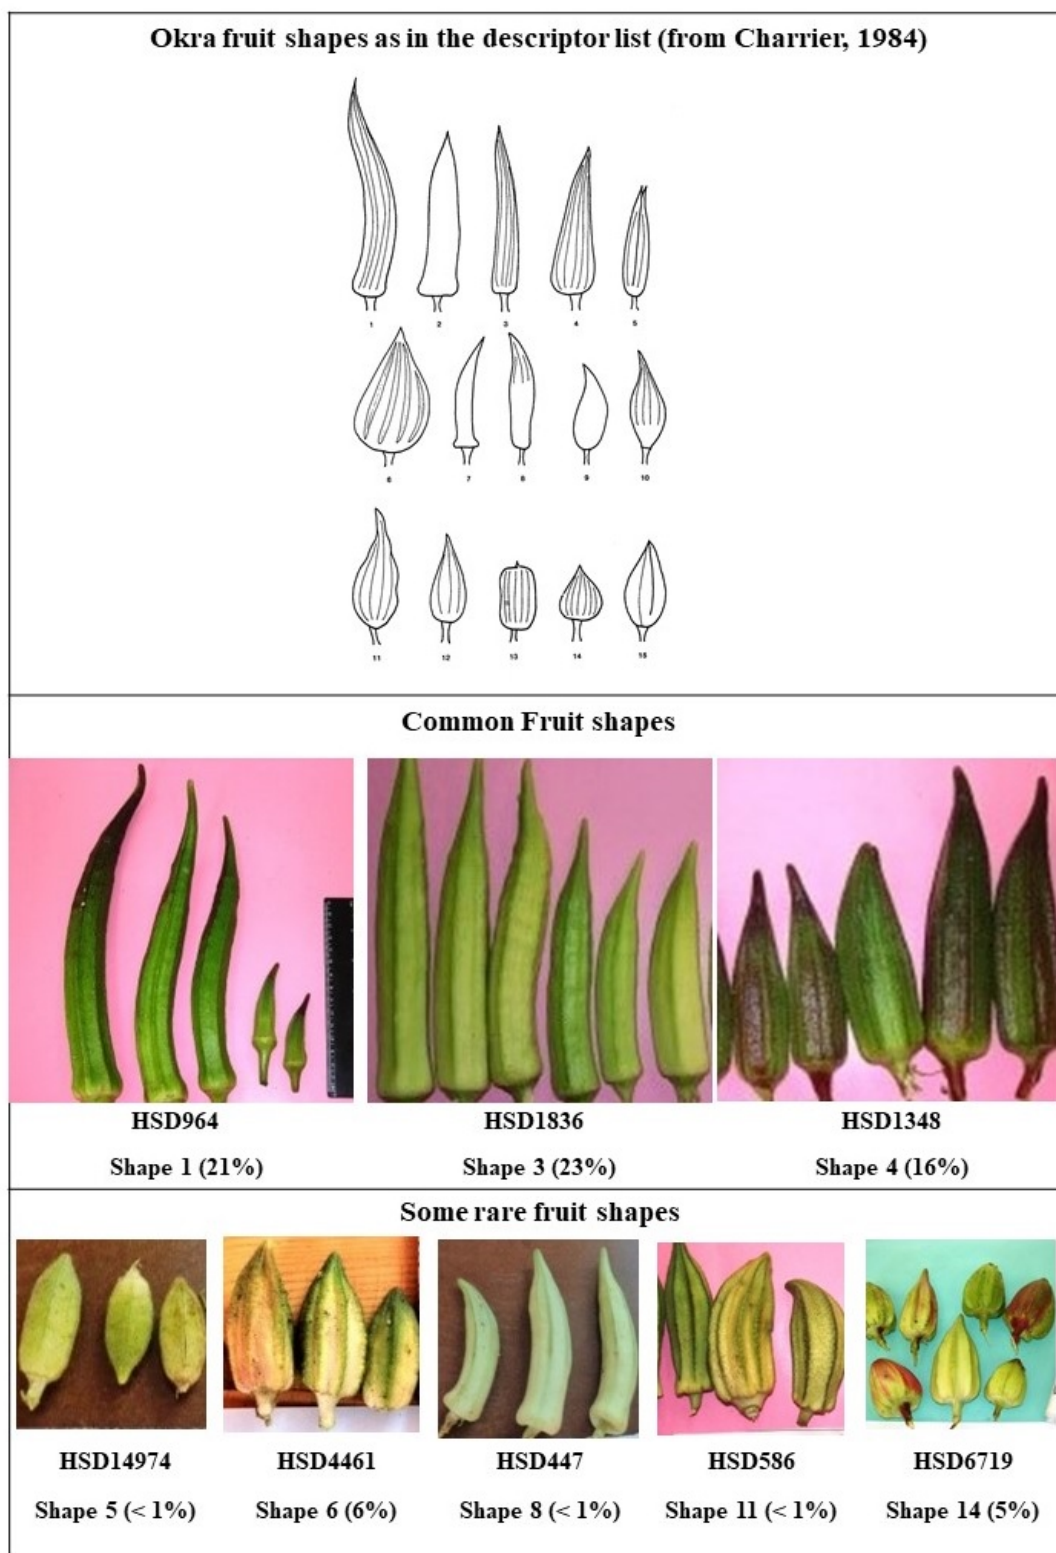 Okra fruit shapes as in the descriptor list (from Charrier, 1984)
1 2 3 4 5
6 7 8 9 10
11 12 13 14 15
Common Fruit shapes
HSD964 HSD1836 HSD1348
Shape 1 (21%) Shape 3 (23%) Shape 4 (16%)
Some rare fruit shapes
HSD14974 HSD4461 HSD447 HSD586 HSD6719
Shape 5 (< 1%) Shape 6 (6%) Shape 8 (< 1%) Shape 11 (< 1%) Shape 14 (5%)